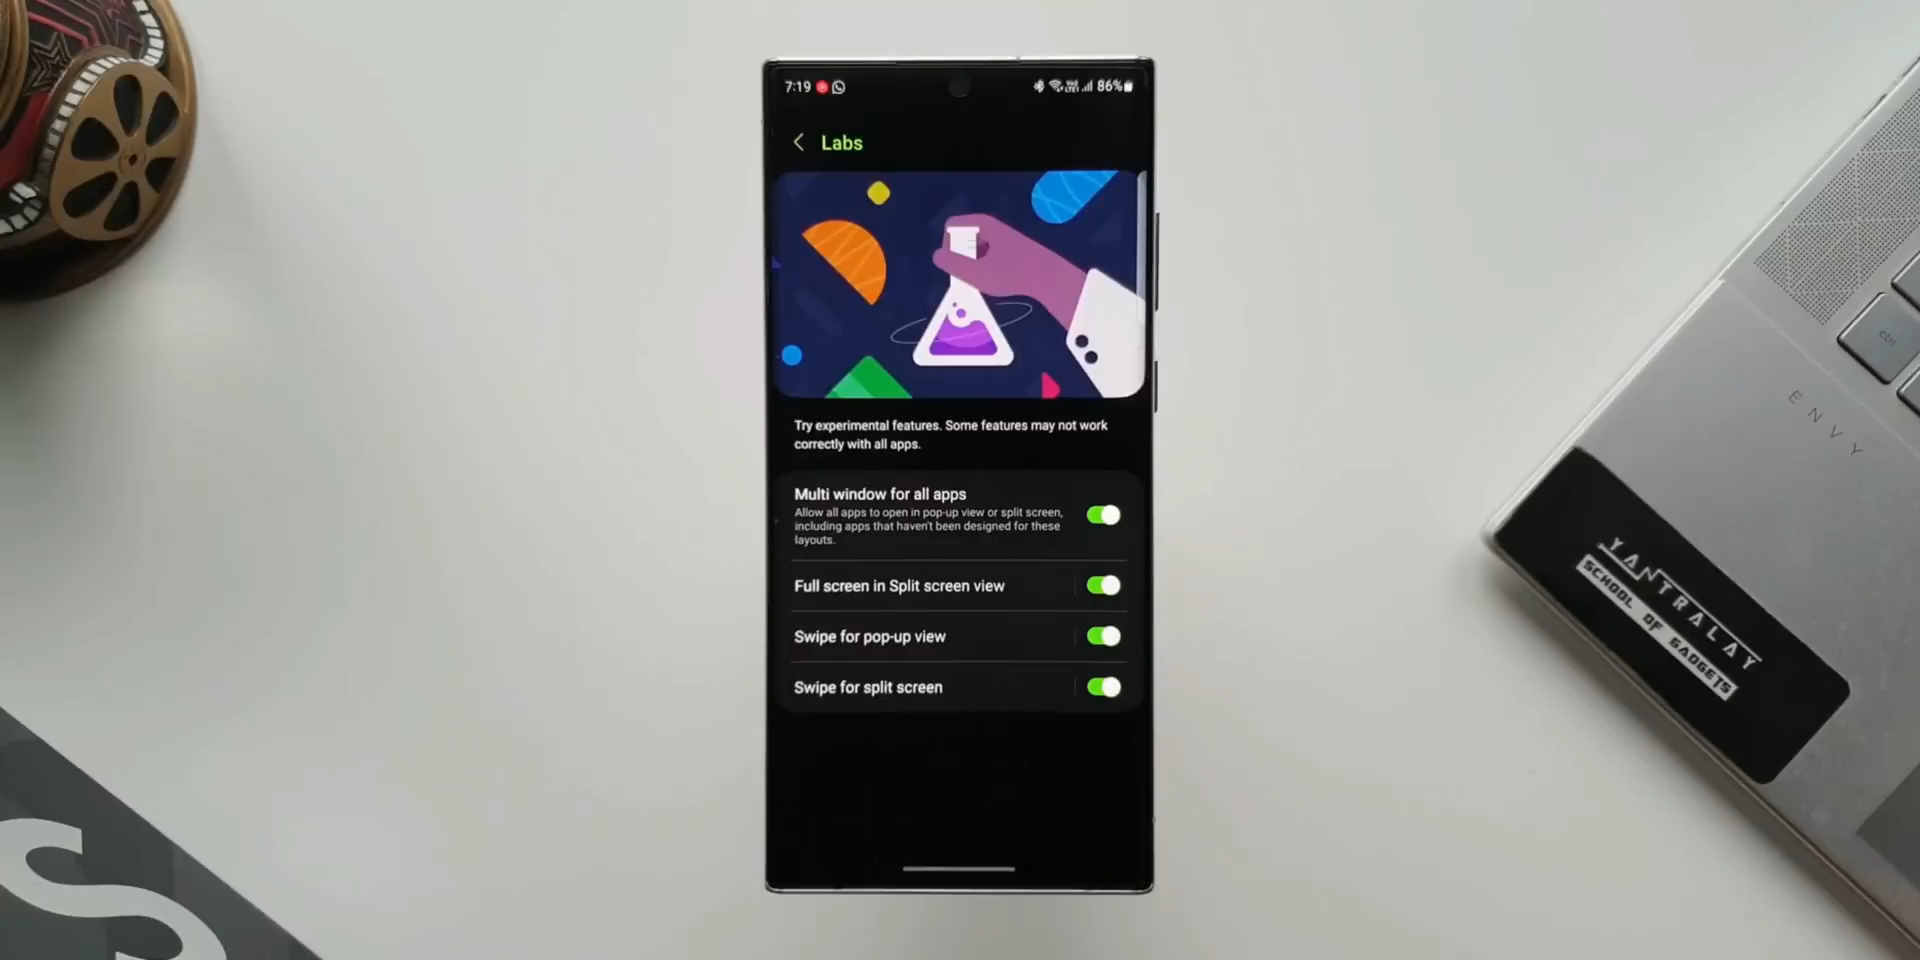 7:19
86%
Labs
Try experimental features. Some features may not work
correctly with all apps.
Multi window for all apps
Allow all apps to open in pop-up view or split screen,
including apps that haven't been designed for these
layouts.
Full screen in Split screen view
Swipe for pop-up view
Swipe for split screen
ctrl
ENVY
YANTRALAY
SCHOOL OF GADGETS
S